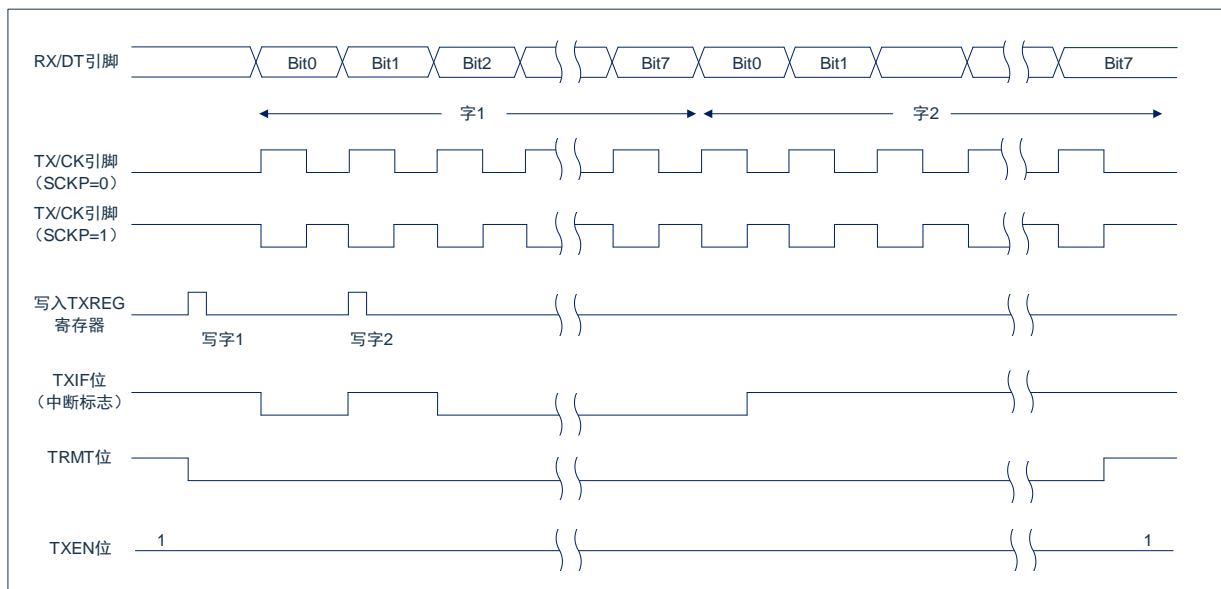 RX/DT引脚
Bit0
Bit1
Bit2
Bit7
Bit0
Bit1
Bit7
字1
字2
TX/CK引脚
（SCKP=0）
TX/CK引脚
（SCKP=1）
写入TXREG
寄存器
写字1
写字2
TXIF位
（中断标志）
TRMT位
TXEN位
1
1